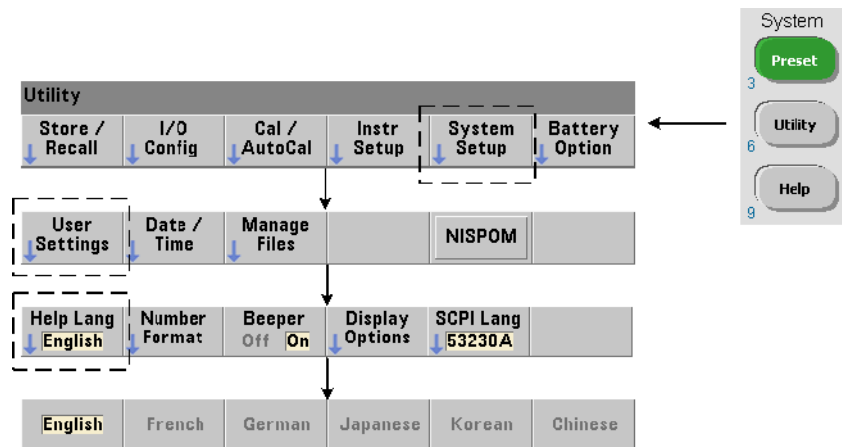 System
Preset
3
Utility
6
Help
9
Utility
Store / Recall
I/O Config
Cal / AutoCal
Instr Setup
System Setup
Battery Option
User Settings
Date / Time
Manage Files
NISPOM
Help Lang English
Number Format
Beeper Off On
Display Options
SCPI Lang 53230A
English
French
German
Japanese
Korean
Chinese